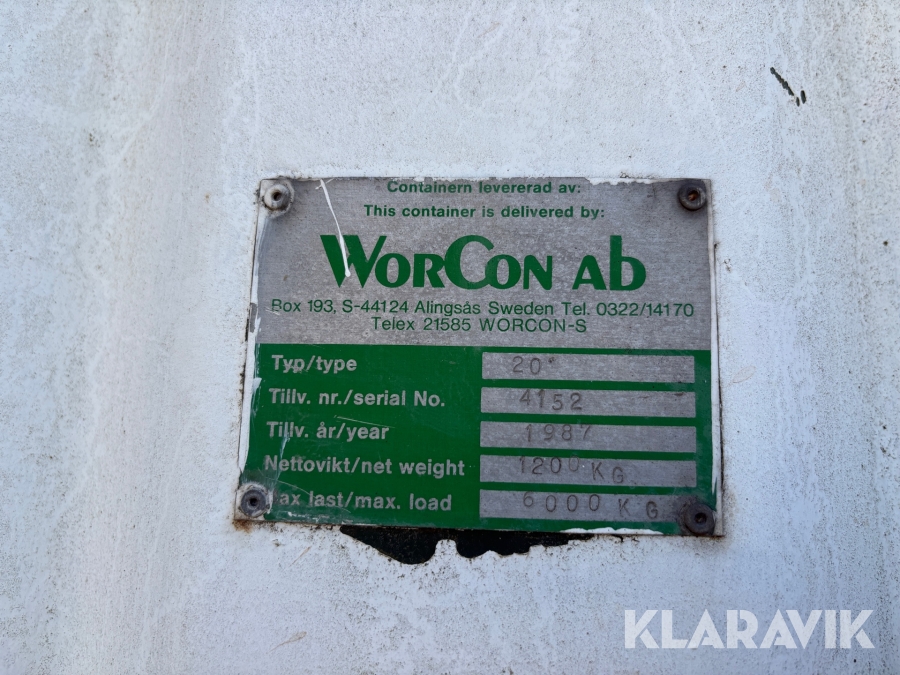 Containern levererad av:
This container is delivered by:
WORCON Ab
Box 193, S-44124 Alingsås Sweden Tel. 0322/14170
Telex 21585 WORCON-S
Typ/type 20'
Tillv. nr./serial No. 4152
Tillv. år/year 1987
Nettovikt/net weight 1200 KG
Max last/max. load 6000 KG
KLARAVIK